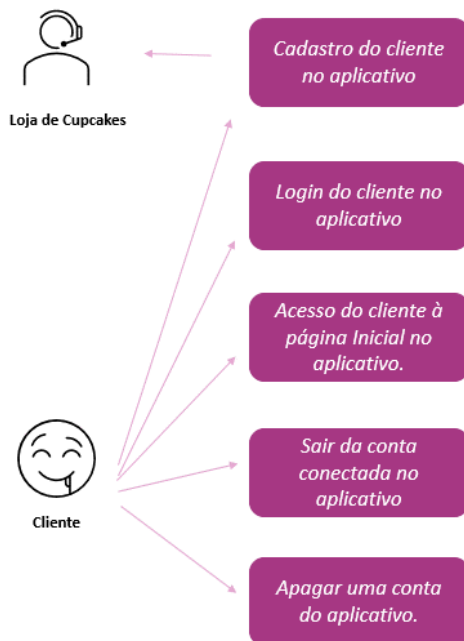 Cadastro do cliente
no aplicativo
Loja de Cupcakes
Login do cliente no
aplicativo
Acesso do cliente à
página Inicial no
aplicativo.
Sair da conta
conectada no
aplicativo
Cliente
Apagar uma conta
do aplicativo.